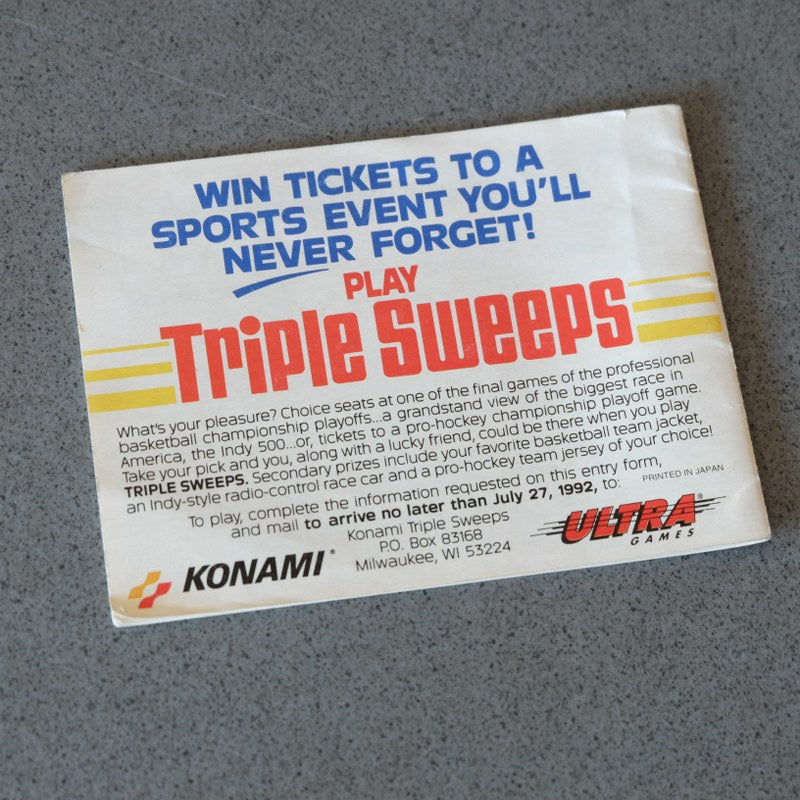 WIN TICKETS TO A
SPORTS EVENT YOU'LL
NEVER FORGET!
PLAY
Triple Sweeps
What's your pleasure? Choice seats at one of the final games of the professional
basketball championship playoffs...a grandstand view of the biggest race in
America, the Indy 500...or, tickets to a pro-hockey championship playoff game.
Take your pick and you, along with a lucky friend, could be there when you play
TRIPLE SWEEPS. Secondary prizes include your favorite basketball team jacket,
an Indy-style radio-control race car and a pro-hockey team jersey of your choice!
To play, complete the information requested on this entry form,
PRINTED IN JAPAN
and mail to arrive no later than July 27, 1992, to:
Konami Triple Sweeps
P.O. Box 83168
Milwaukee, WI 53224
KONAMI®
ULTRA®
GAMES